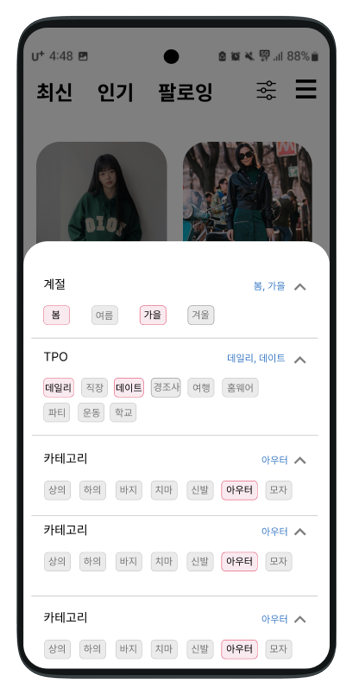 U+ 4:48 88%
최신 인기 팔로잉
DIOI
계절 봄, 가을
봄 여름 가을 겨울
TPO 데일리, 데이트
데일리 직장 데이트 경조사 여행 홈웨어
파티 운동 학교
카테고리 아우터
상의 하의 바지 치마 신발 아우터 모자
카테고리 아우터
상의 하의 바지 치마 신발 아우터 모자
카테고리 아우터
상의 하의 바지 치마 신발 아우터 모자